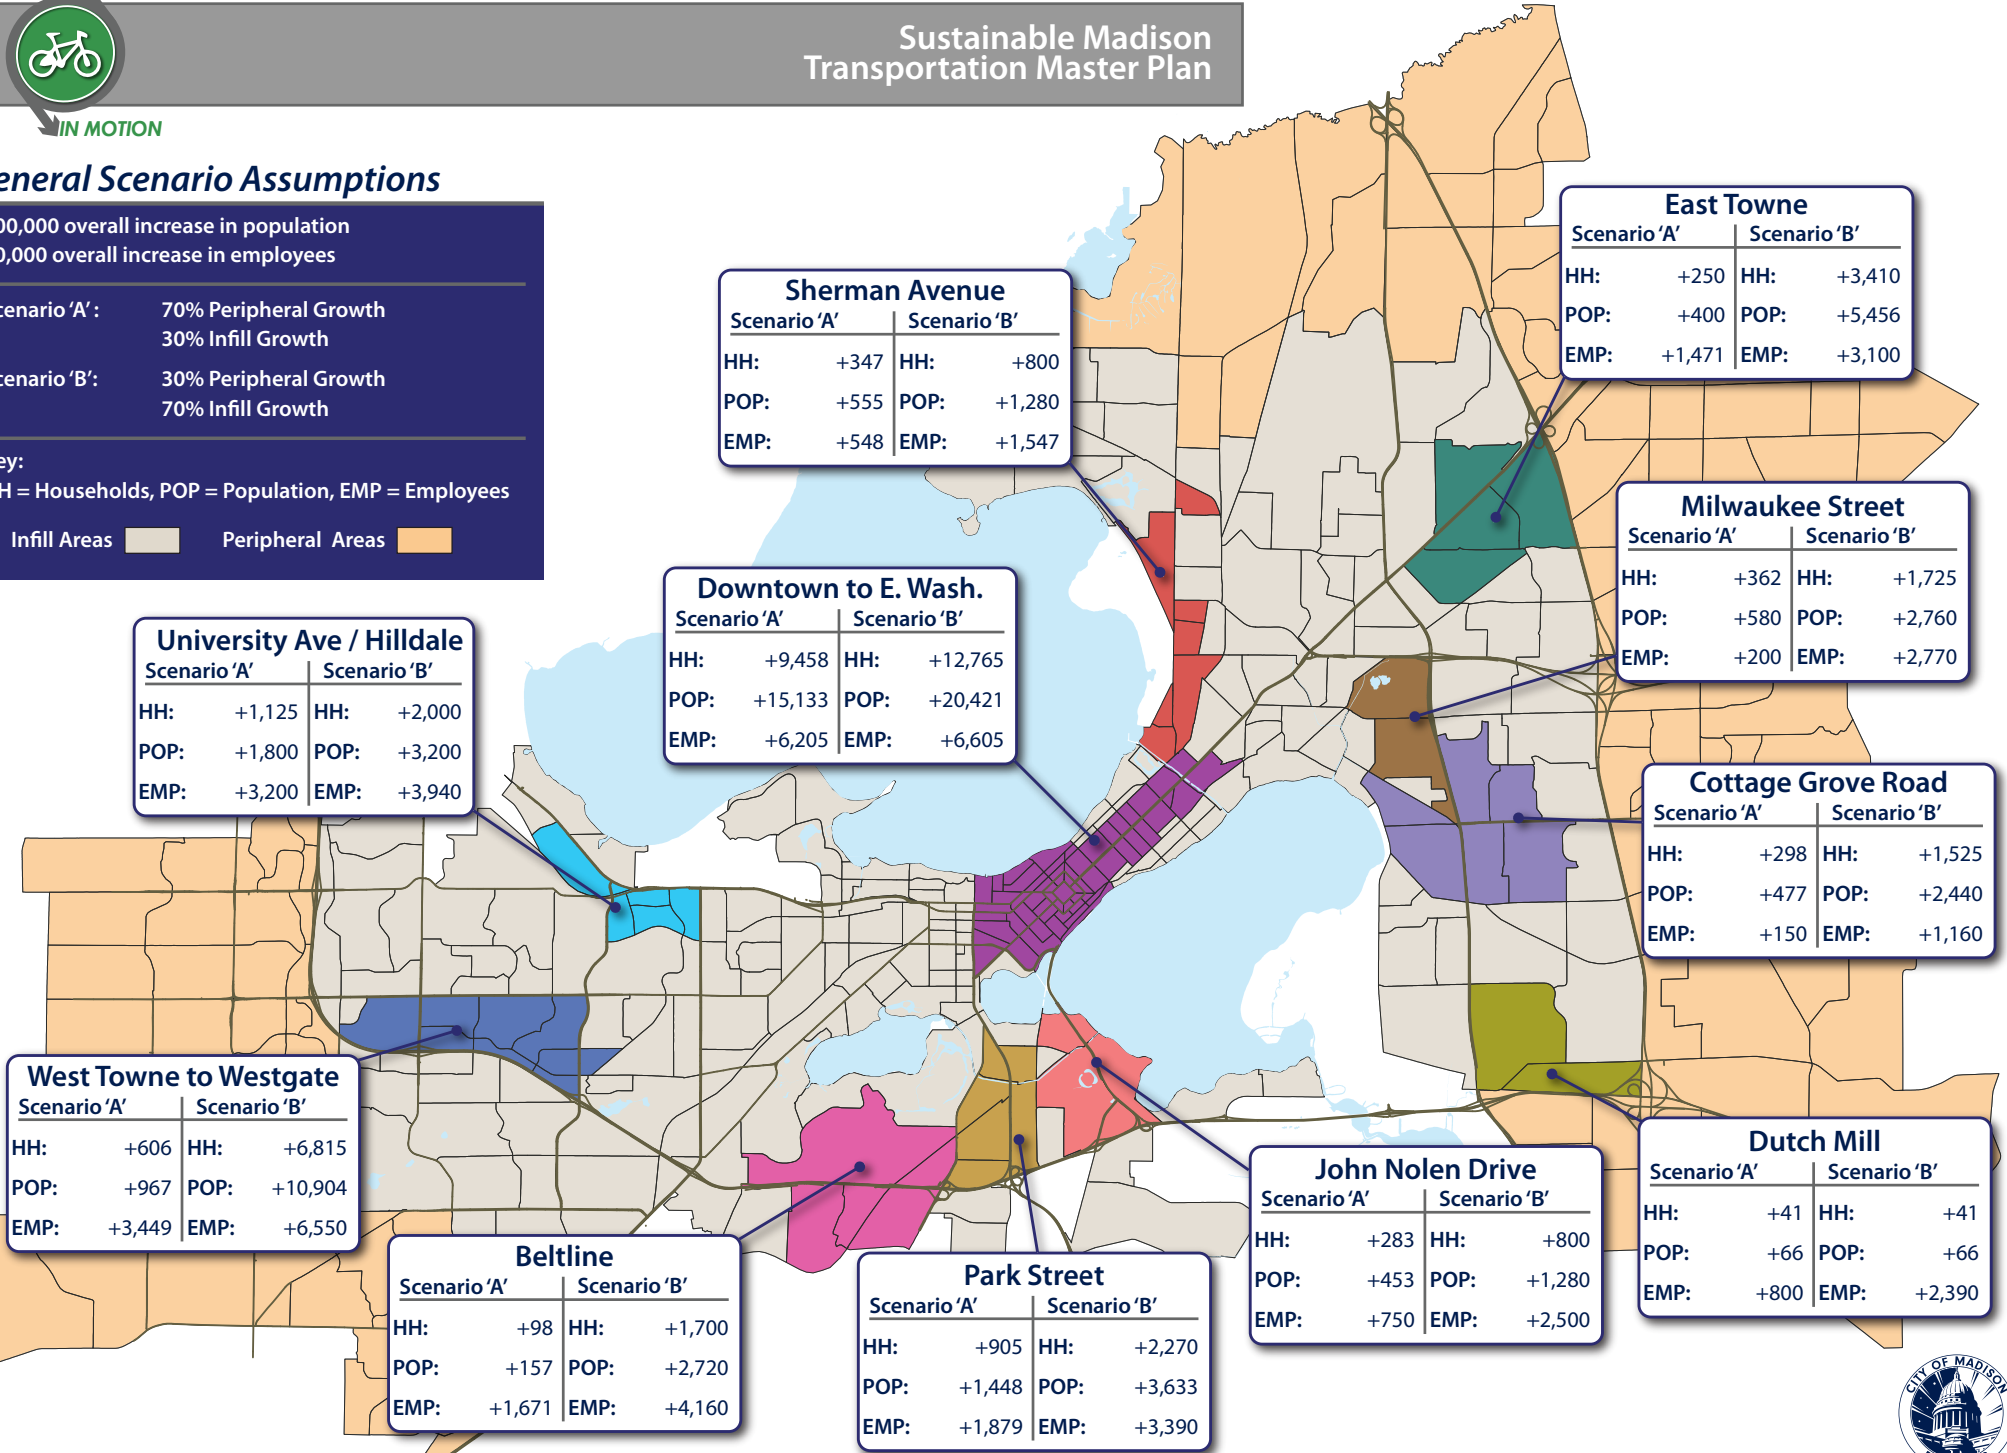 Sustainable Madison
Transportation Master Plan
IN MOTION
eneral Scenario Assumptions
00,000 overall increase in population
0,000 overall increase in employees
cenario ‘A’ : 70% Peripheral Growth
30% Infill Growth
cenario ‘B’: 30% Peripheral Growth
70% Infill Growth
ey:
H = Households, POP = Population, EMP = Employees
Infill Areas Peripheral Areas
East Towne
Scenario ‘A’ Scenario ‘B’
HH: +250 HH: +3,410
POP: +400 POP: +5,456
EMP: +1,471 EMP: +3,100
Sherman Avenue
Scenario ‘A’ Scenario ‘B’
HH: +347 HH: +800
POP: +555 POP: +1,280
EMP: +548 EMP: +1,547
Milwaukee Street
Scenario ‘A’ Scenario ‘B’
HH: +362 HH: +1,725
POP: +580 POP: +2,760
EMP: +200 EMP: +2,770
Downtown to E. Wash.
Scenario ‘A’ Scenario ‘B’
HH: +9,458 HH: +12,765
POP: +15,133 POP: +20,421
EMP: +6,205 EMP: +6,605
University Ave / Hilldale
Scenario ‘A’ Scenario ‘B’
HH: +1,125 HH: +2,000
POP: +1,800 POP: +3,200
EMP: +3,200 EMP: +3,940
Cottage Grove Road
Scenario ‘A’ Scenario ‘B’
HH: +298 HH: +1,525
POP: +477 POP: +2,440
EMP: +150 EMP: +1,160
West Towne to Westgate
Scenario ‘A’ Scenario ‘B’
HH: +606 HH: +6,815
POP: +967 POP: +10,904
EMP: +3,449 EMP: +6,550
Dutch Mill
Scenario ‘A’ Scenario ‘B’
HH: +41 HH: +41
POP: +66 POP: +66
EMP: +800 EMP: +2,390
John Nolen Drive
Scenario ‘A’ Scenario ‘B’
HH: +283 HH: +800
POP: +453 POP: +1,280
EMP: +750 EMP: +2,500
Beltline
Scenario ‘A’ Scenario ‘B’
HH: +98 HH: +1,700
POP: +157 POP: +2,720
EMP: +1,671 EMP: +4,160
Park Street
Scenario ‘A’ Scenario ‘B’
HH: +905 HH: +2,270
POP: +1,448 POP: +3,633
EMP: +1,879 EMP: +3,390
CITY OF MADISON